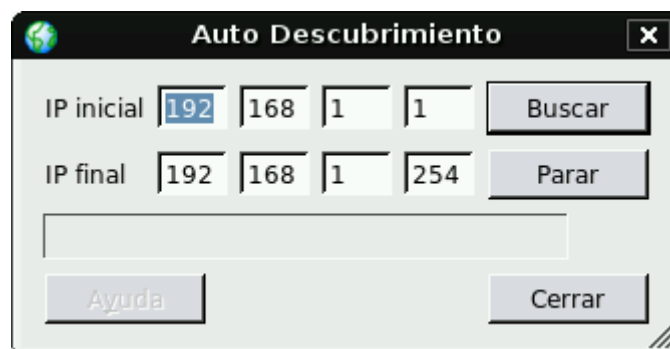 Auto Descubrimiento
IP inicial 192 168 1 1 Buscar
IP final 192 168 1 254 Parar
Ayuda Cerrar